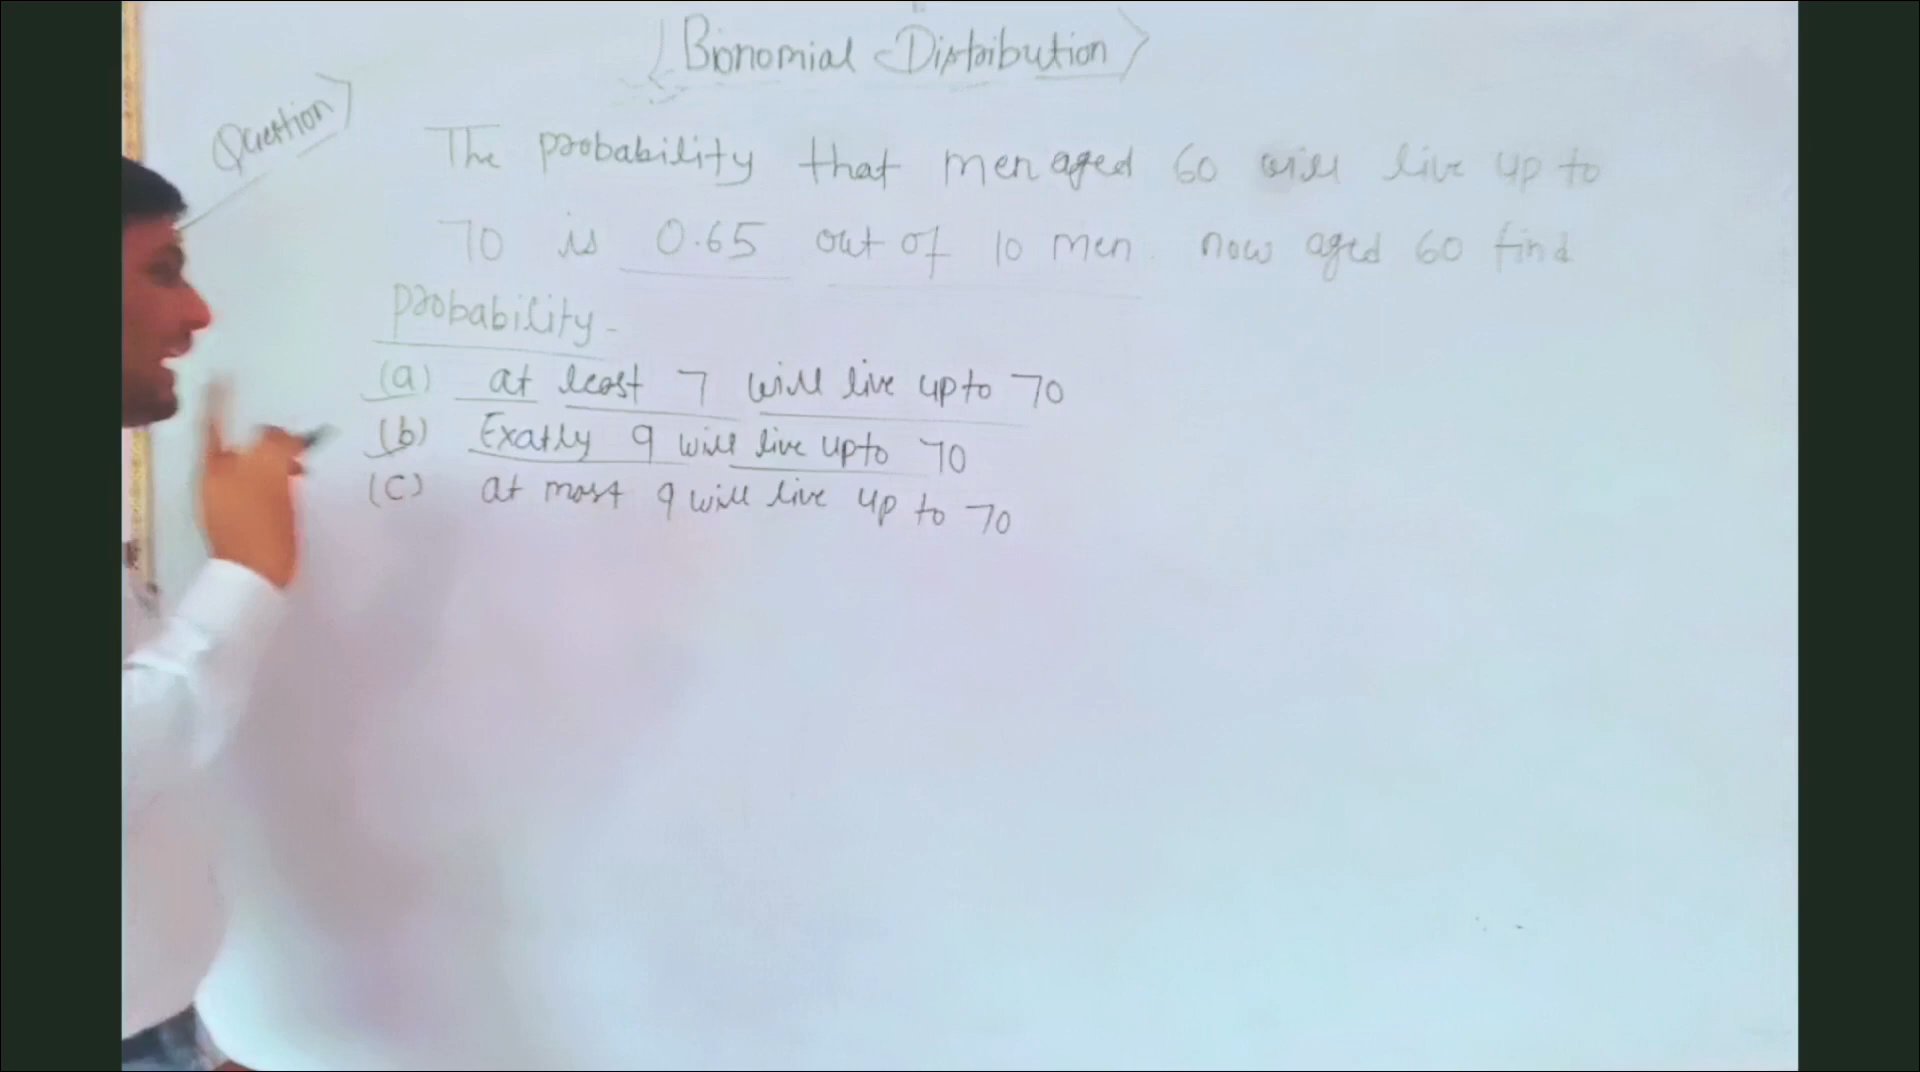 Binomial Distribution
Question
The probability that men aged 60 will live up to
70 is 0.65 out of 10 men now aged 60 find
probability-
(a) at least 7 will live upto 70
(b) Exatly 9 will live upto 70
(c) at most 9 will live up to 70